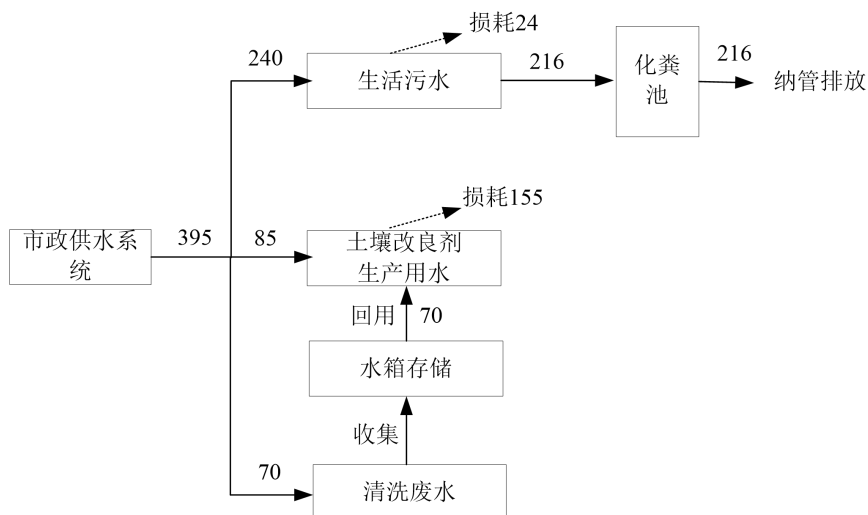 损耗24
240
生活污水
216
化粪
池
216
纳管排放
损耗155
市政供水系
统
395
85
土壤改良剂
生产用水
回用
70
水箱存储
收集
70
清洗废水